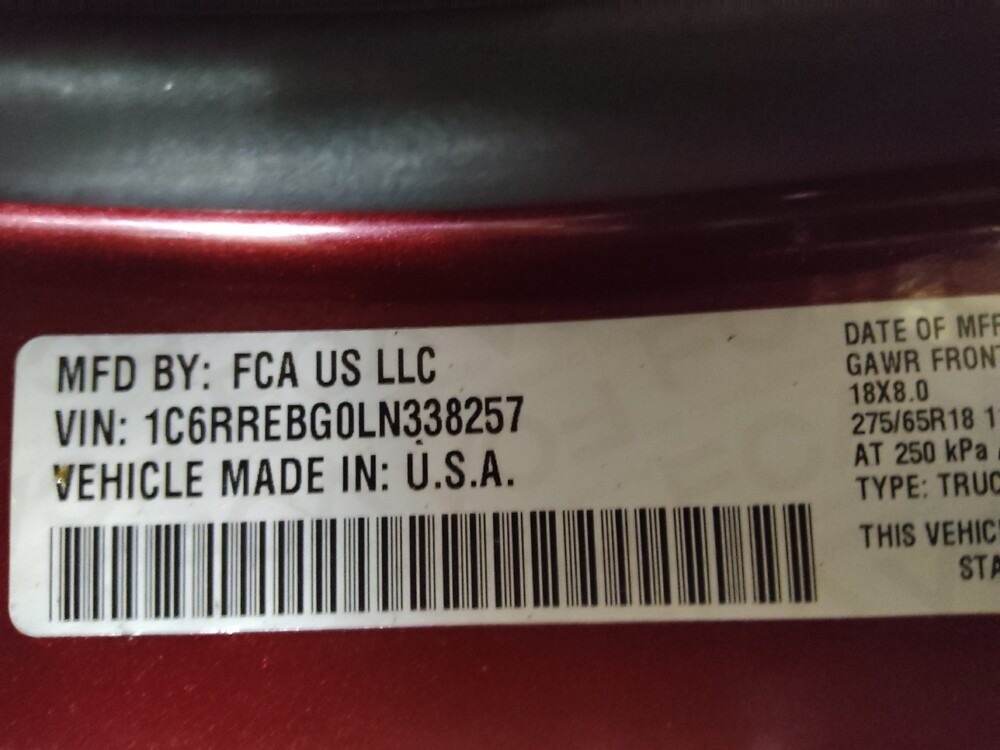 MFD BY: FCA US LLC
VIN: 1C6RREBG0LN338257
VEHICLE MADE IN: U.S.A.
DATE OF MFR
GAWR FRONT
18X8.0
275/65R18 1
AT 250 kPa
TYPE: TRUC
THIS VEHIC
STA